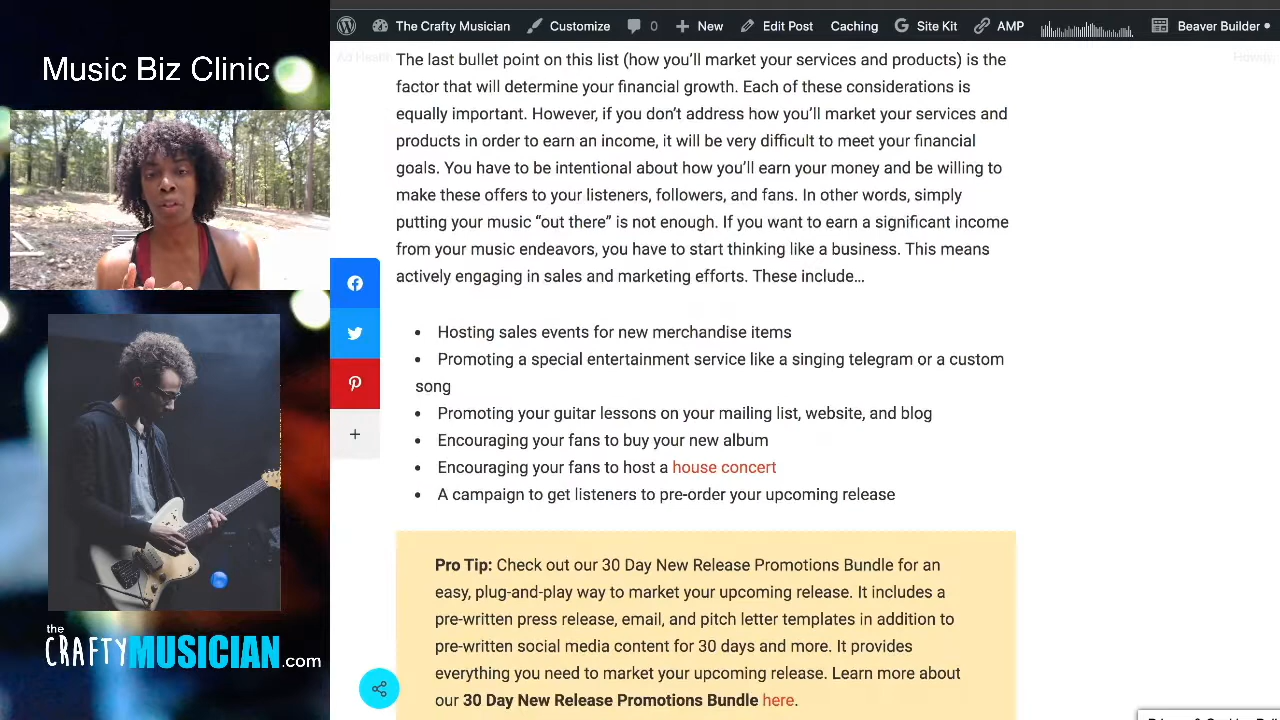 Music Biz Clinic
The Crafty Musician Customize 0 New Edit Post Caching Site Kit AMP Beaver Builder
Ad Health Howdy
The last bullet point on this list (how you’ll market your services and products) is the
factor that will determine your financial growth. Each of these considerations is
equally important. However, if you don’t address how you’ll market your services and
products in order to earn an income, it will be very difficult to meet your financial
goals. You have to be intentional about how you’ll earn your money and be willing to
make these offers to your listeners, followers, and fans. In other words, simply
putting your music “out there” is not enough. If you want to earn a significant income
from your music endeavors, you have to start thinking like a business. This means
actively engaging in sales and marketing efforts. These include…
• Hosting sales events for new merchandise items
• Promoting a special entertainment service like a singing telegram or a custom
song
• Promoting your guitar lessons on your mailing list, website, and blog
• Encouraging your fans to buy your new album
• Encouraging your fans to host a house concert
• A campaign to get listeners to pre-order your upcoming release
Pro Tip: Check out our 30 Day New Release Promotions Bundle for an
easy, plug-and-play way to market your upcoming release. It includes a
pre-written press release, email, and pitch letter templates in addition to
pre-written social media content for 30 days and more. It provides
everything you need to market your upcoming release. Learn more about
our 30 Day New Release Promotions Bundle here.
the
CRAFTYMUSICIAN.com